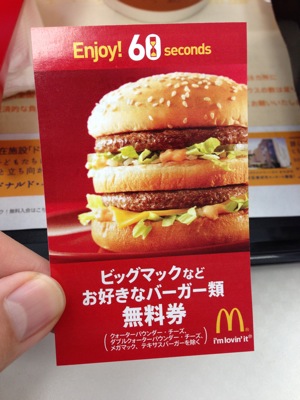 Enjoy! 60 seconds
ビッグマックなど
お好きなバーガー類
無料券
(クォーターパウンダー・チーズ、
ダブルクォーターパウンダー・チーズ、
メガマック、テキサスバーガーを除く)
i'm lovin' it